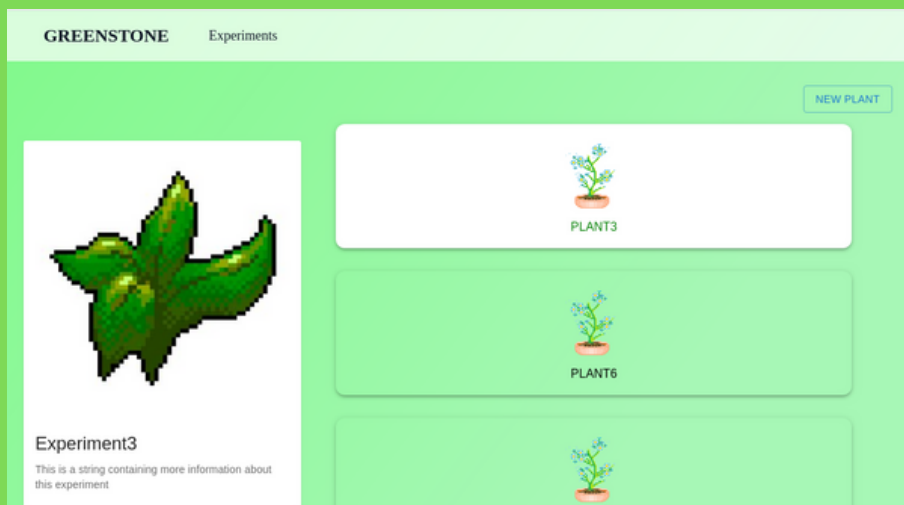 GREENSTONE Experiments
NEW PLANT
PLANT3
PLANT6
Experiment3
This is a string containing more information about
this experiment